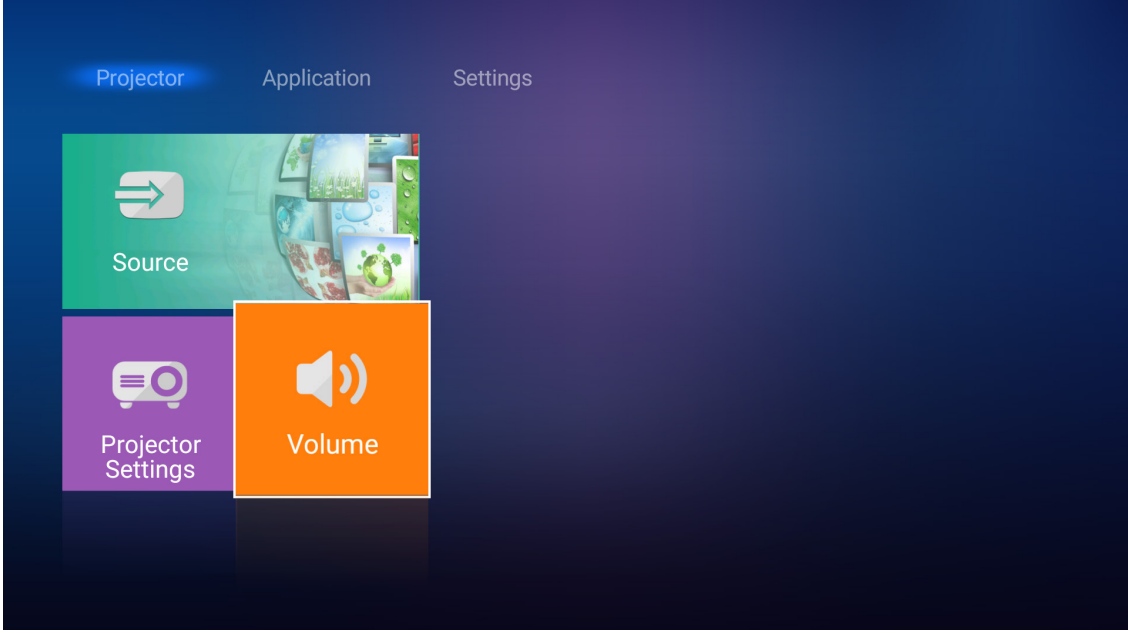 Projector
Application
Settings
Source
Projector
Settings
Volume